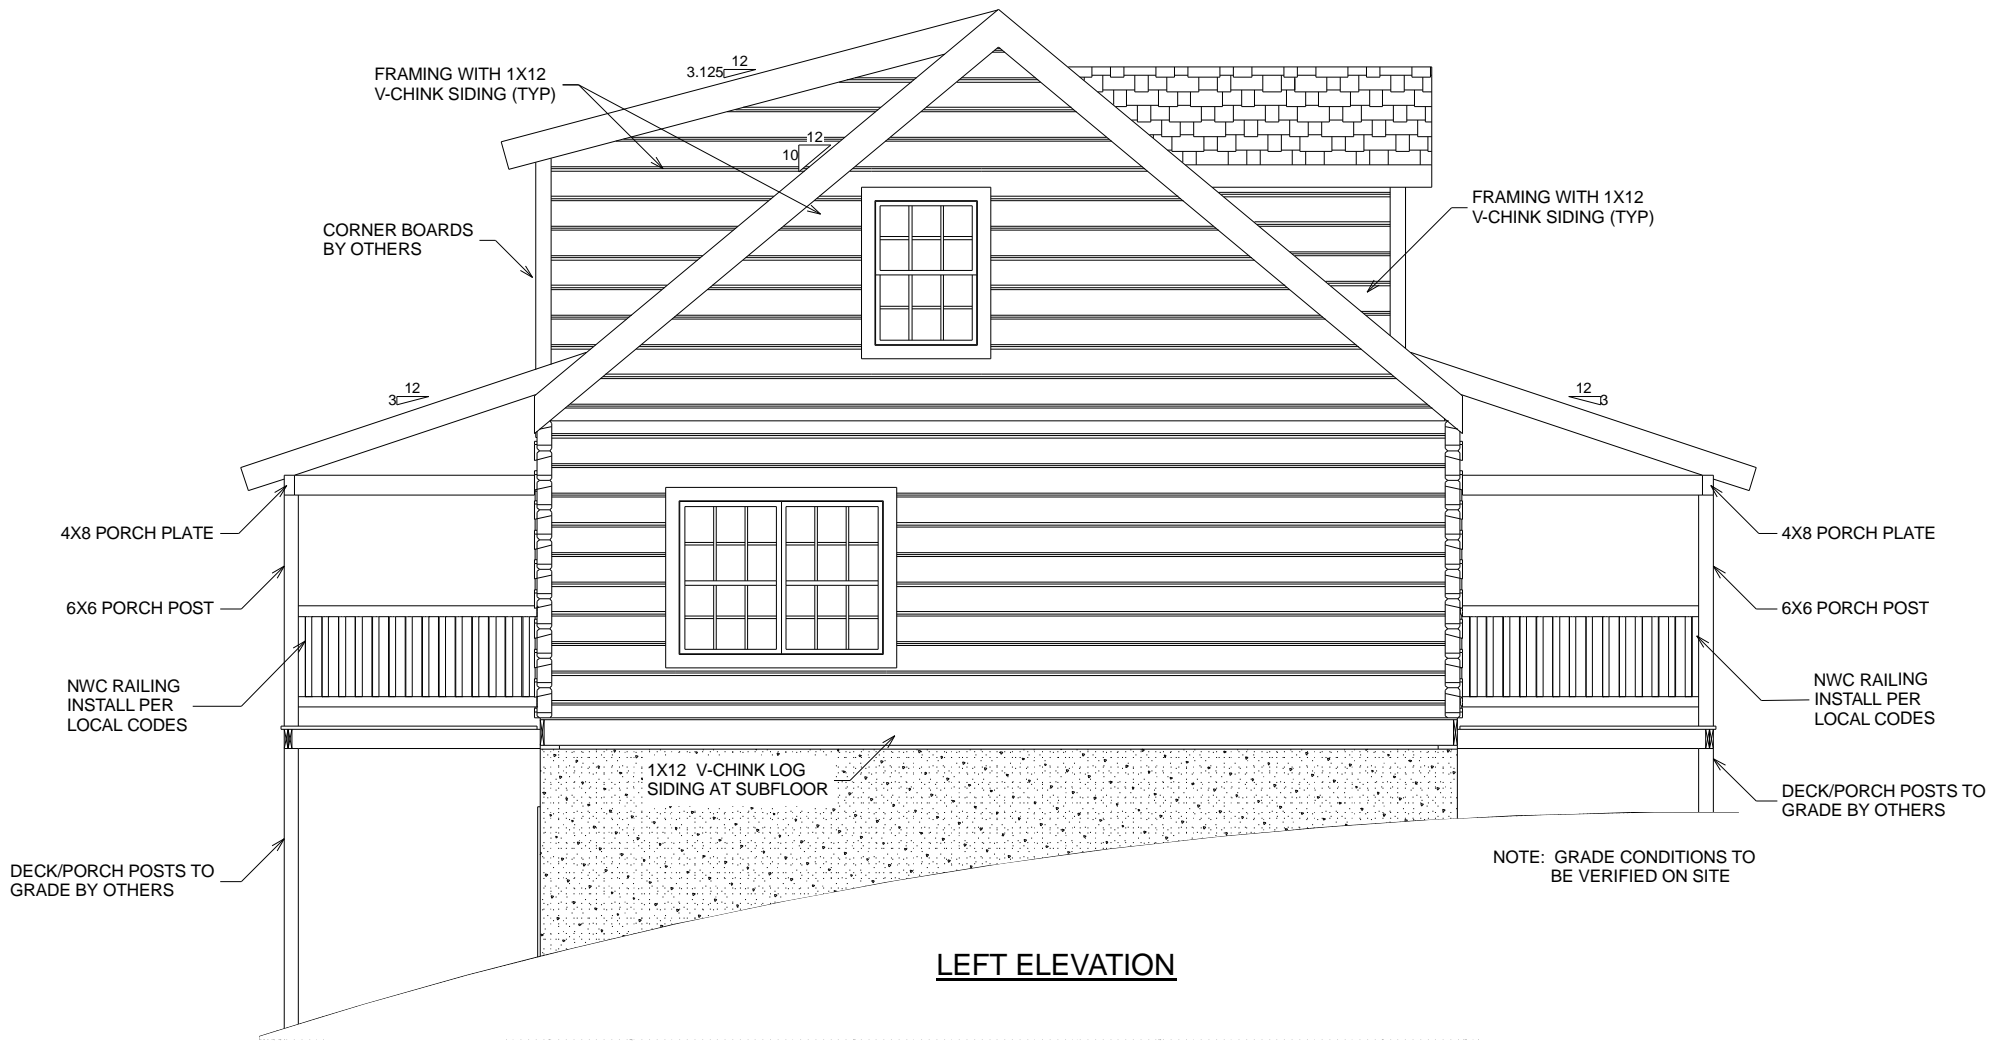 12
3.125
FRAMING WITH 1X12
V-CHINK SIDING (TYP)
12
10
FRAMING WITH 1X12
V-CHINK SIDING (TYP)
CORNER BOARDS
BY OTHERS
12
3
12
3
4X8 PORCH PLATE
4X8 PORCH PLATE
6X6 PORCH POST
6X6 PORCH POST
NWC RAILING
INSTALL PER
LOCAL CODES
NWC RAILING
INSTALL PER
LOCAL CODES
1X12 V-CHINK LOG
SIDING AT SUBFLOOR
DECK/PORCH POSTS TO
GRADE BY OTHERS
DECK/PORCH POSTS TO
GRADE BY OTHERS
NOTE: GRADE CONDITIONS TO
BE VERIFIED ON SITE
LEFT ELEVATION